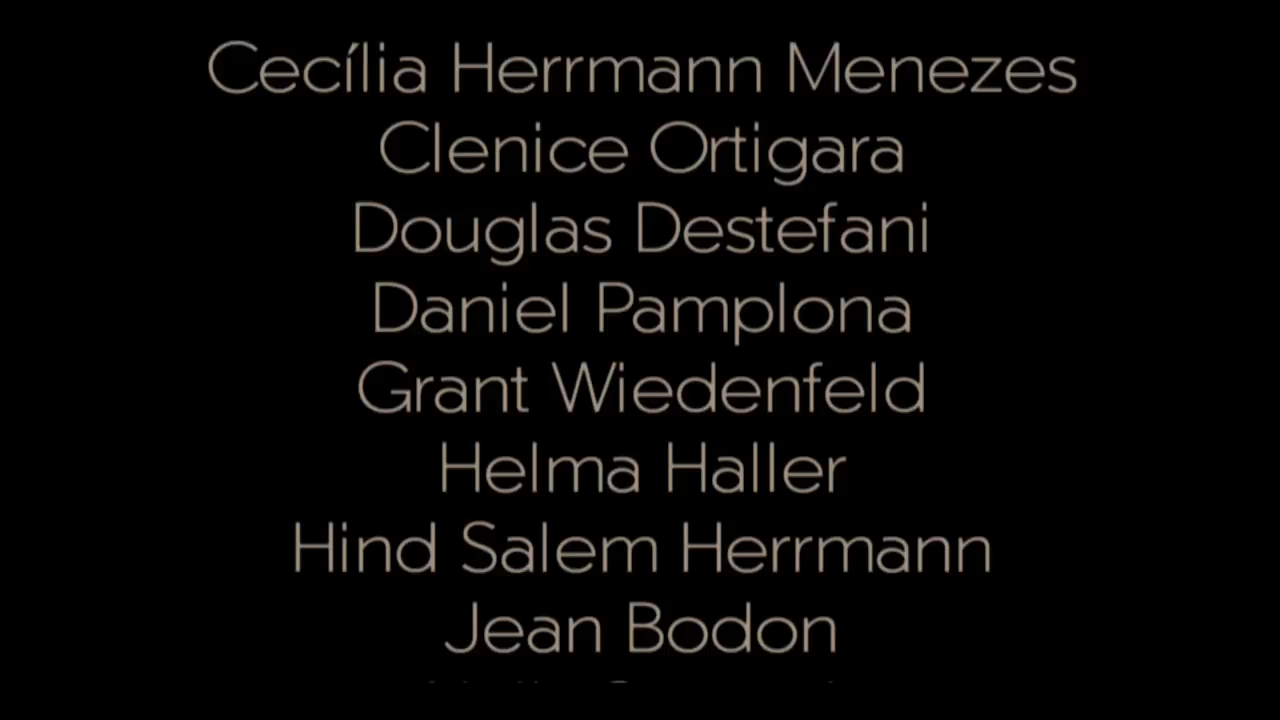 Cecília Herrmann Menezes
Clenice Ortigara
Douglas Destefani
Daniel Pamplona
Grant Wiedenfeld
Helma Haller
Hind Salem Herrmann
Jean Bodon